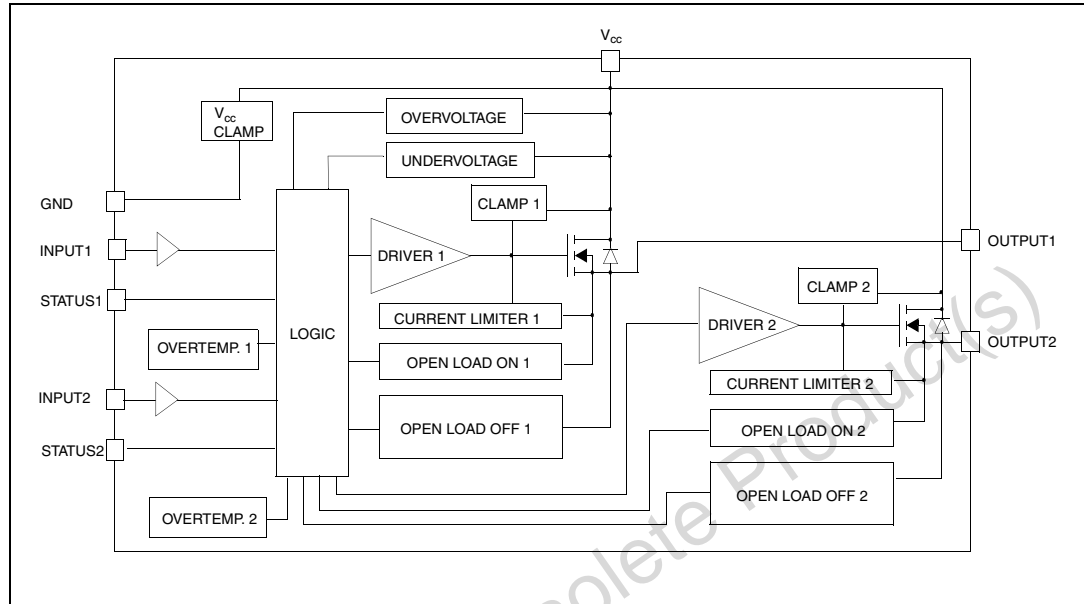 Vcc
Vcc
CLAMP
OVERVOLTAGE
UNDERVOLTAGE
GND
CLAMP 1
INPUT1
DRIVER 1
OUTPUT1
STATUS1
LOGIC
CURRENT LIMITER 1
CLAMP 2
DRIVER 2
OVERTEMP. 1
OPEN LOAD ON 1
OUTPUT2
INPUT2
CURRENT LIMITER 2
OPEN LOAD OFF 1
OPEN LOAD ON 2
STATUS2
OPEN LOAD OFF 2
OVERTEMP. 2
solete Product(s)